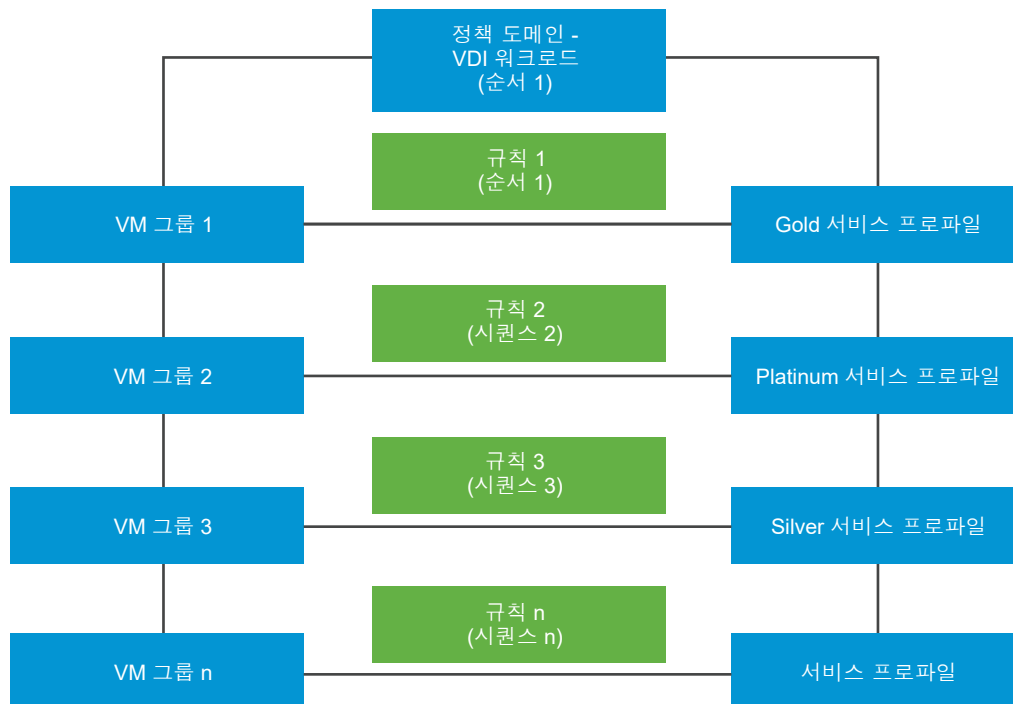 정책 도메인 -
VDI 워크로드
(순서 1)
규칙 1
(순서 1)
VM 그룹 1
Gold 서비스 프로파일
규칙 2
(시퀀스 2)
VM 그룹 2
Platinum 서비스 프로파일
규칙 3
(시퀀스 3)
VM 그룹 3
Silver 서비스 프로파일
규칙 n
(시퀀스 n)
VM 그룹 n
서비스 프로파일